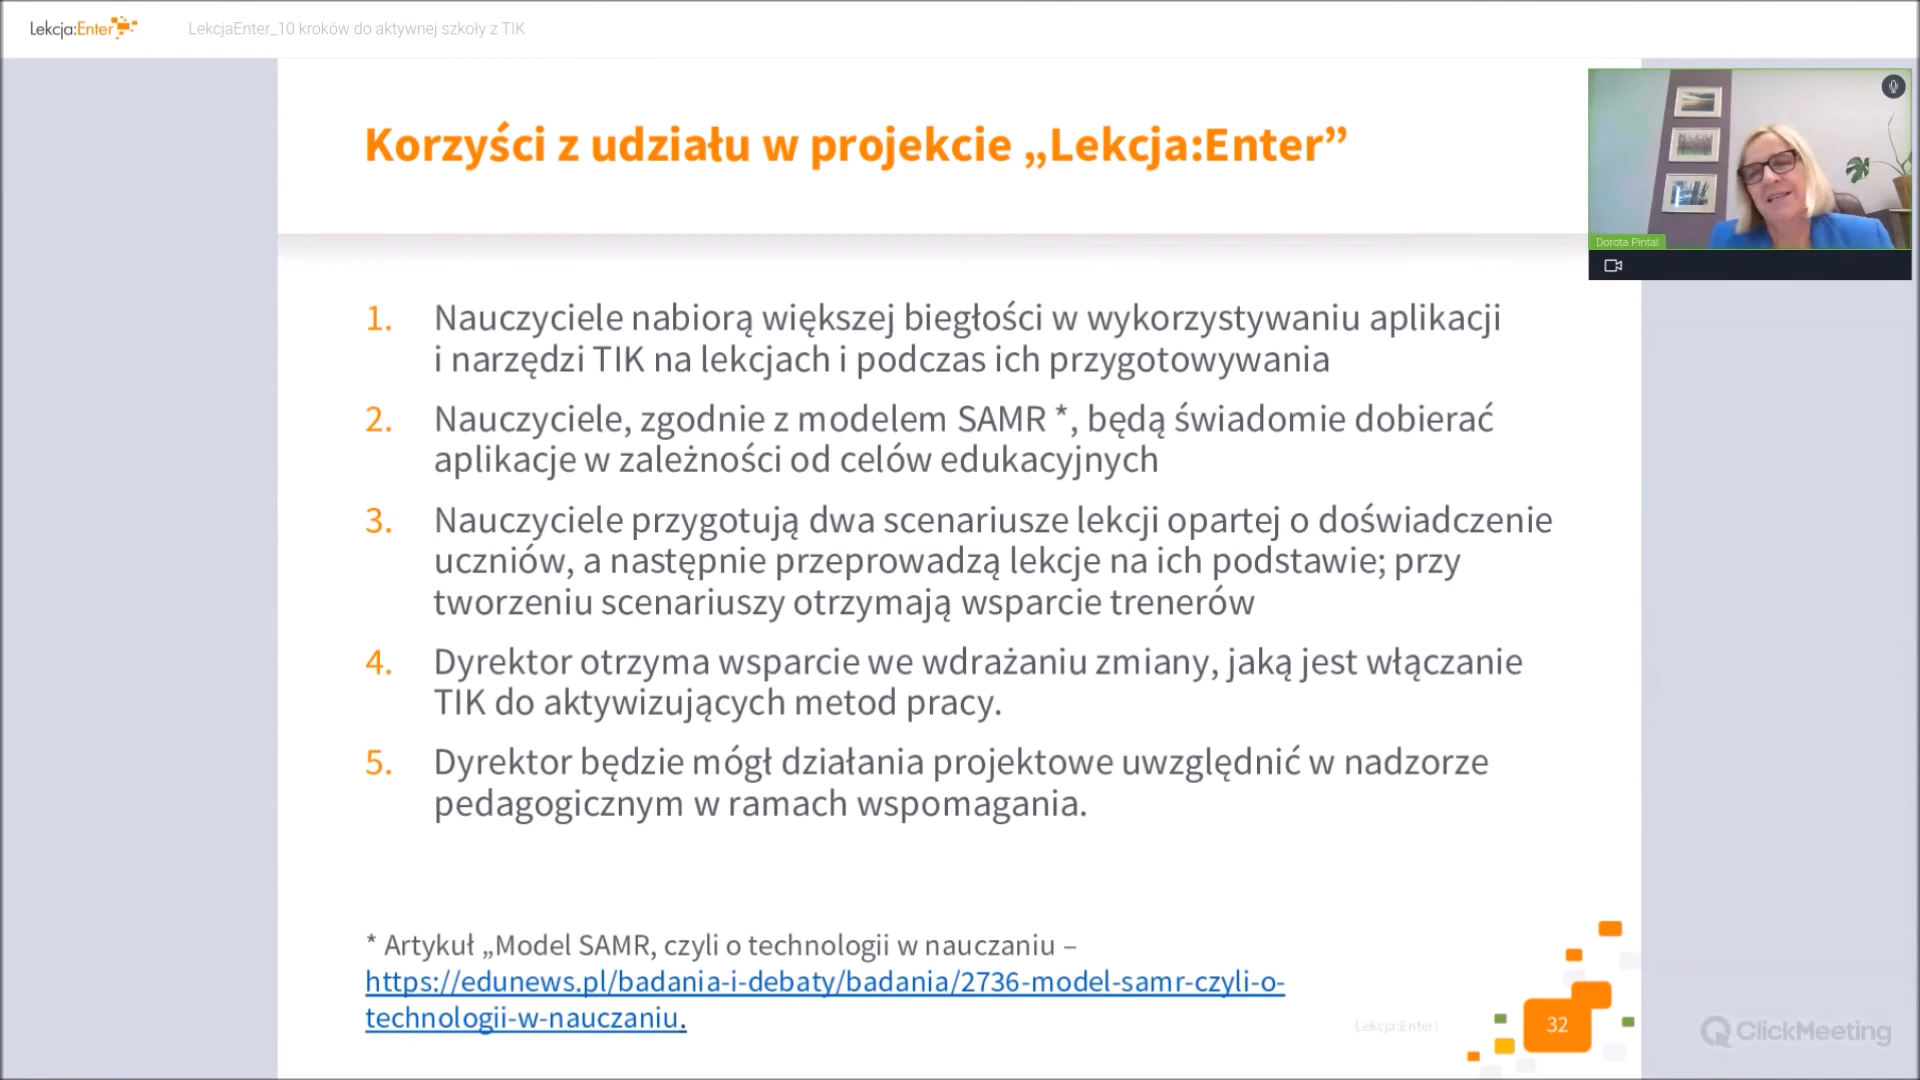 Lekcja:Enter
LekcjaEnter_10 kroków do aktywnej szkoły z TIK
Korzyści z udziału w projekcie „Lekcja:Enter”
Dorota Pintal
1. Nauczyciele nabiorą większej biegłości w wykorzystywaniu aplikacji
i narzędzi TIK na lekcjach i podczas ich przygotowywania
2. Nauczyciele, zgodnie z modelem SAMR *, będą świadomie dobierać
aplikacje w zależności od celów edukacyjnych
3. Nauczyciele przygotują dwa scenariusze lekcji opartej o doświadczenie
uczniów, a następnie przeprowadzą lekcje na ich podstawie; przy
tworzeniu scenariuszy otrzymają wsparcie trenerów
4. Dyrektor otrzyma wsparcie we wdrażaniu zmiany, jaką jest włączanie
TIK do aktywizujących metod pracy.
5. Dyrektor będzie mógł działania projektowe uwzględnić w nadzorze
pedagogicznym w ramach wspomagania.
* Artykuł „Model SAMR, czyli o technologii w nauczaniu –
https://edunews.pl/badania-i-debaty/badania/2736-model-samr-czyli-o-
technologii-w-nauczaniu.
Lekcja:Enter!
32
ClickMeeting